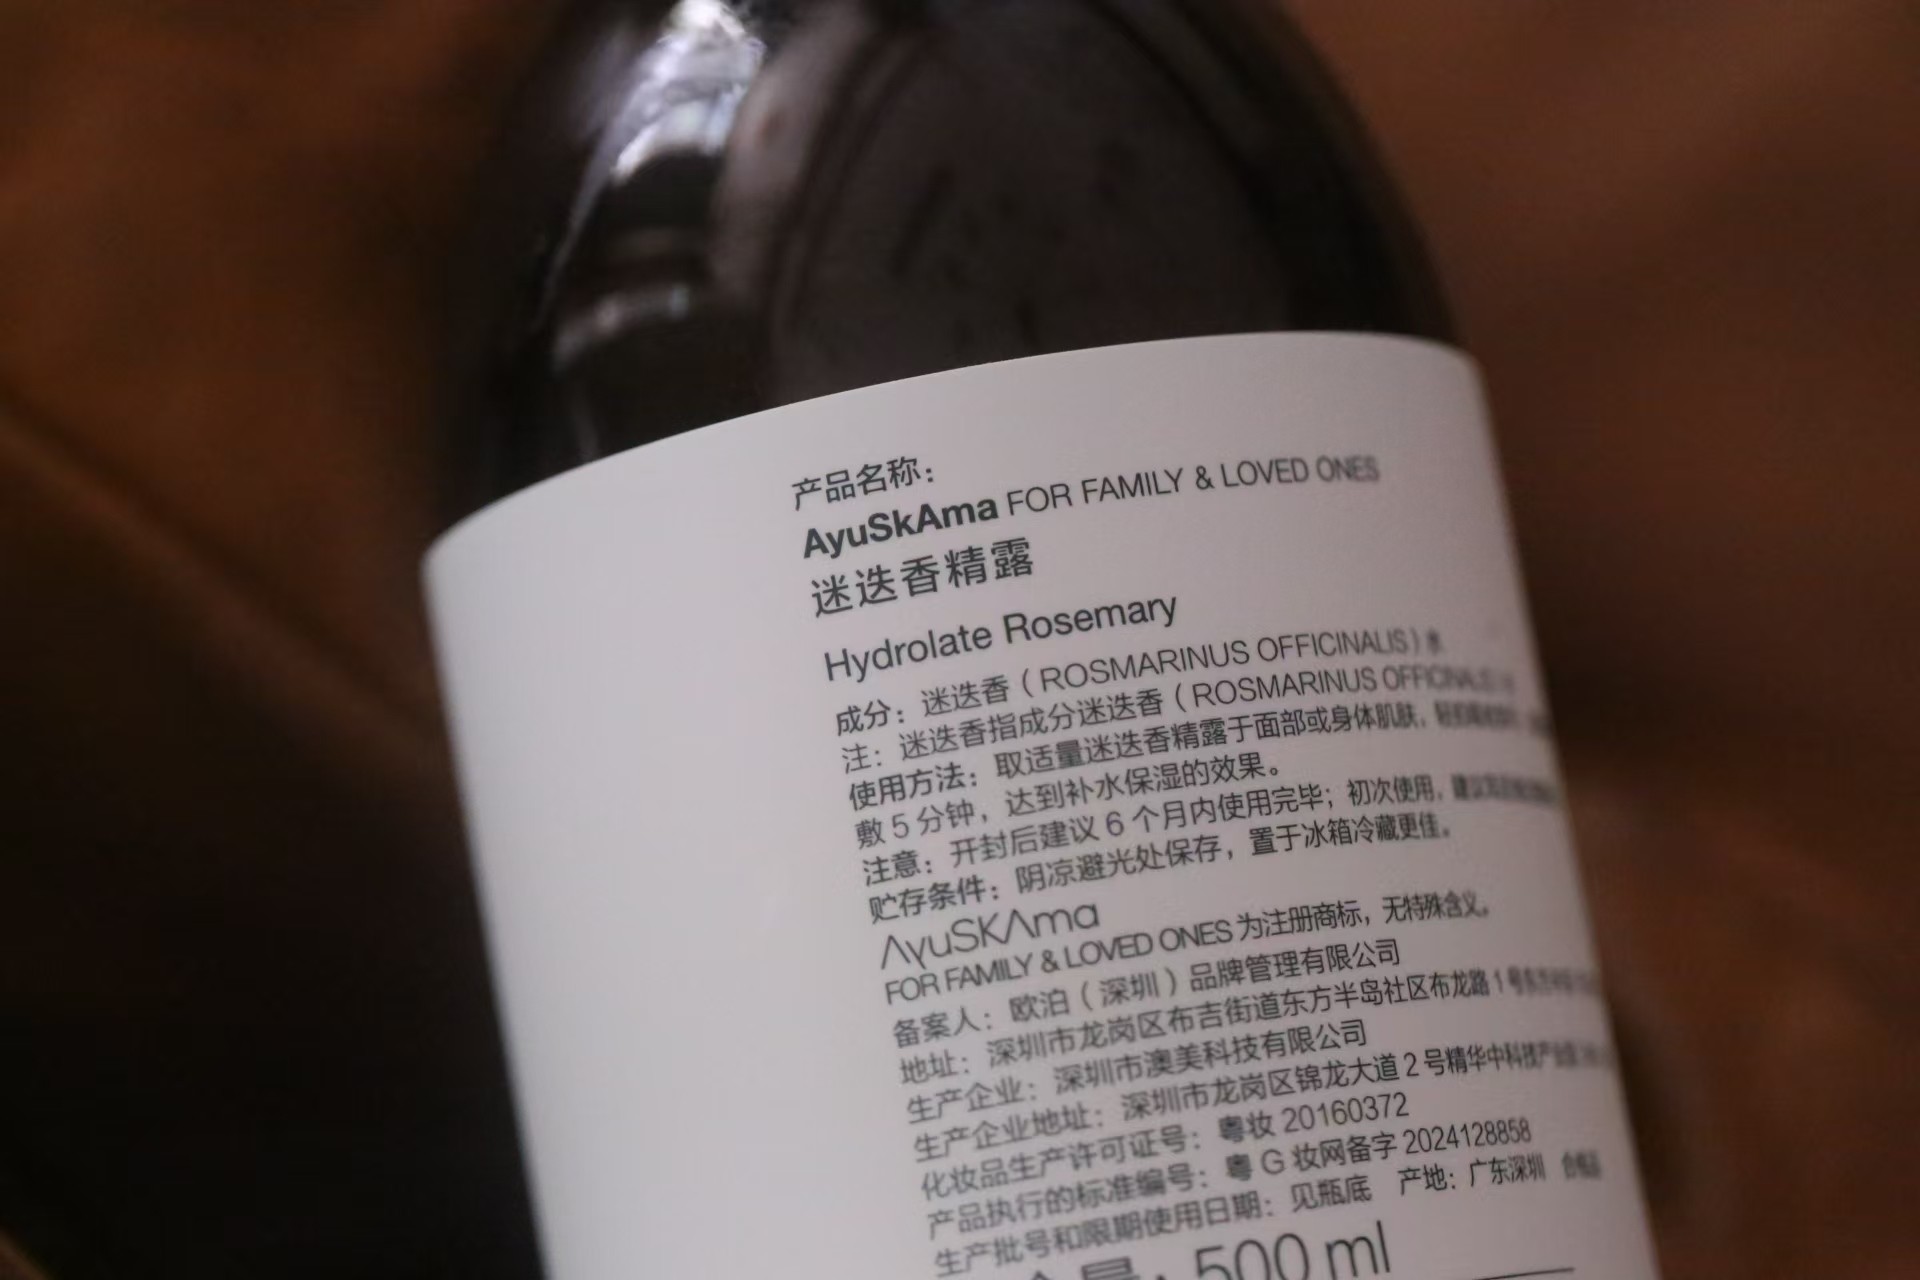 产品名称：
AyuSkAma FOR FAMILY & LOVED ONES
迷迭香精露
Hydrolate Rosemary
成分：迷迭香（ROSMARINUS OFFICINALIS）水
注：迷迭香指成分迷迭香（ROSMARINUS OFFICINALIS
使用方法：取适量迷迭香精露于面部或身体肌肤，
敷 5 分钟，达到补水保湿的效果。
注意：开封后建议 6 个月内使用完毕；初次使用，建议
贮存条件：阴凉避光处保存，置于冰箱冷藏更佳。
AyuSKAma
FOR FAMILY & LOVED ONES 为注册商标，无特殊含义。
备案人：欧泊（深圳）品牌管理有限公司
地址：深圳市龙岗区布吉街道东方半岛社区布龙路 1 号东方半岛
生产企业：深圳市澳美科技有限公司
生产企业地址：深圳市龙岗区锦龙大道 2 号精华中科技产业园
化妆品生产许可证号：粤妆 20160372
产品执行的标准编号：粤 G 妆网备字 2024128858
生产批号和限期使用日期：见瓶底 产地：广东深圳
500 ml